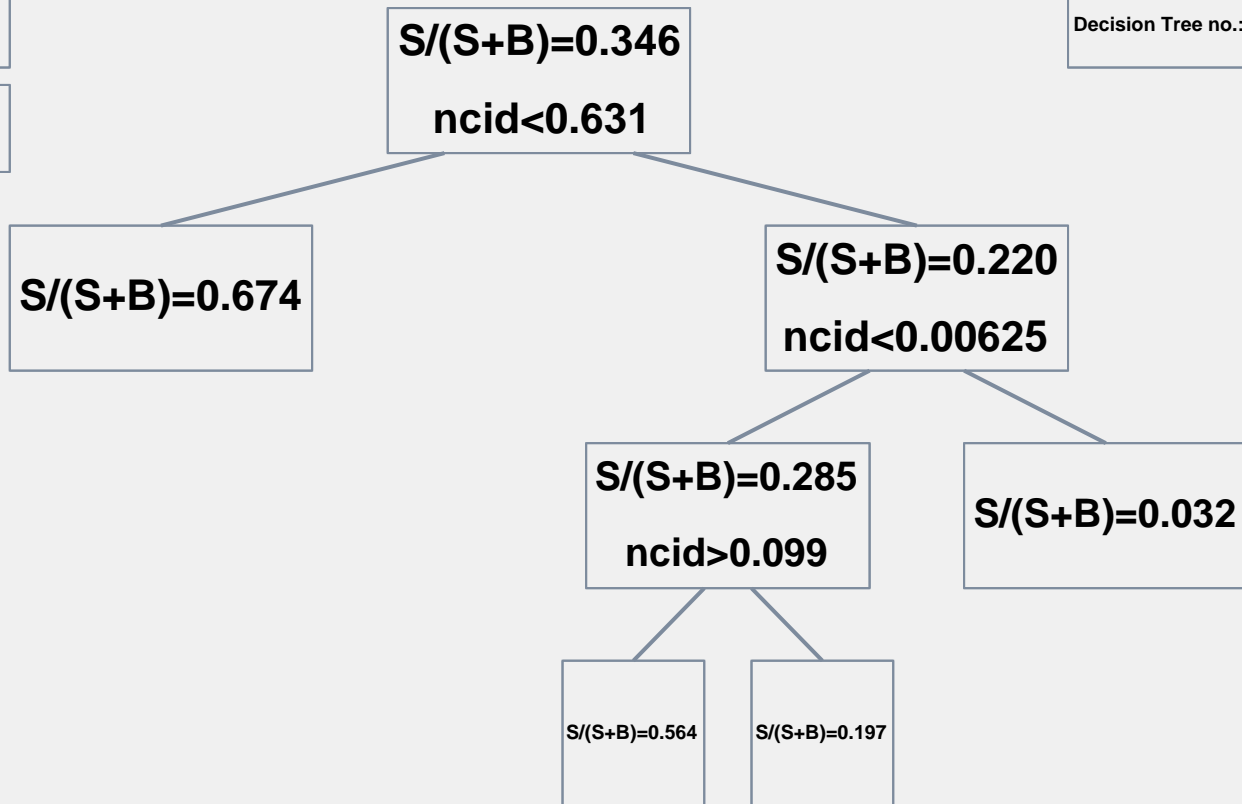 S/(S+B)=0.346
ncid<0.631
Decision Tree no.:
S/(S+B)=0.674
S/(S+B)=0.220
ncid<0.00625
S/(S+B)=0.285
ncid>0.099
S/(S+B)=0.032
S/(S+B)=0.564
S/(S+B)=0.197